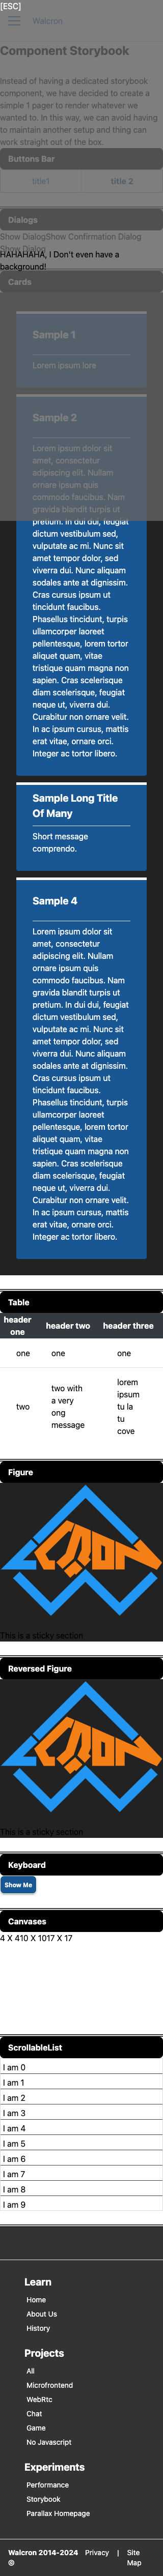 [ESC]
Walcron
Component Storybook
Instead of having a dedicated storybook
component, we have decided to create a
simple 1 pager to render whatever we
wanted to. In this way, we can avoid having
to maintain another setup and thing can
work straight out of the box.
Buttons Bar
title1 title 2
Dialogs
Show DialogShow Confirmation Dialog
Show Dialog
HAHAHAHA, I Don't even have a
background!
Cards
Sample 1
Lorem ipsum lore
Sample 2
Lorem ipsum dolor sit
amet, consectetur
adipiscing elit. Nullam
ornare ipsum quis
commodo faucibus. Nam
gravida blandit turpis ut
pretium. In dui dui, feugiat
dictum vestibulum sed,
vulputate ac mi. Nunc sit
amet tempor dolor, sed
viverra dui. Nunc aliquam
sodales ante at dignissim.
Cras cursus ipsum ut
tincidunt faucibus.
Phasellus tincidunt, turpis
ullamcorper laoreet
pellentesque, lorem tortor
aliquet quam, vitae
tristique quam magna non
sapien. Cras scelerisque
diam scelerisque, feugiat
neque ut, viverra dui.
Curabitur non ornare velit.
In ac ipsum cursus, mattis
erat vitae, ornare orci.
Integer ac tortor libero.
Sample Long Title
Of Many
Short message
comprendo.
Sample 4
Lorem ipsum dolor sit
amet, consectetur
adipiscing elit. Nullam
ornare ipsum quis
commodo faucibus. Nam
gravida blandit turpis ut
pretium. In dui dui, feugiat
dictum vestibulum sed,
vulputate ac mi. Nunc sit
amet tempor dolor, sed
viverra dui. Nunc aliquam
sodales ante at dignissim.
Cras cursus ipsum ut
tincidunt faucibus.
Phasellus tincidunt, turpis
ullamcorper laoreet
pellentesque, lorem tortor
aliquet quam, vitae
tristique quam magna non
sapien. Cras scelerisque
diam scelerisque, feugiat
neque ut, viverra dui.
Curabitur non ornare velit.
In ac ipsum cursus, mattis
erat vitae, ornare orci.
Integer ac tortor libero.
Table
header one header two header three
one one one
two
two with
a very
ong
message
lorem
ipsum
tu la
tu
cove
Figure
CRON
This is a sticky section
Reversed Figure
CRON
This is a sticky section
Keyboard
Show Me
Canvases
4 X 410 X 1017 X 17
ScrollableList
I am 0
I am 1
I am 2
I am 3
I am 4
I am 5
I am 6
I am 7
I am 8
I am 9
Learn
Home
About Us
History
Projects
All
Microfrontend
WebRtc
Chat
Game
No Javascript
Experiments
Performance
Storybook
Parallax Homepage
Walcron 2014-2024
©
Privacy | Site
Map